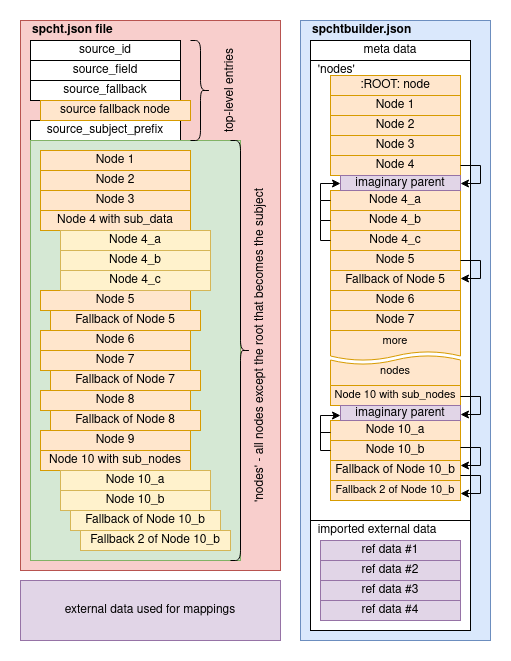 spcht.json file
source_id
source_field
source_fallback
source fallback node
source_subject_prefix
top-level entries
Node 1
Node 2
Node 3
Node 4 with sub_data
Node 4_a
Node 4_b
Node 4_c
Node 5
Fallback of Node 5
Node 6
Node 7
Fallback of Node 7
Node 8
Fallback of Node 8
Node 9
Node 10 with sub_nodes
Node 10_a
Node 10_b
Fallback of Node 10_b
Fallback 2 of Node 10_b
'nodes' - all nodes except the root that becomes the subject
external data used for mappings
spchtbuilder.json
meta data
'nodes'
:ROOT: node
Node 1
Node 2
Node 3
Node 4
imaginary parent
Node 4_a
Node 4_b
Node 4_c
Node 5
Fallback of Node 5
Node 6
Node 7
more
nodes
Node 10 with sub_nodes
imaginary parent
Node 10_a
Node 10_b
Fallback of Node 10_b
Fallback 2 of Node 10_b
imported external data
ref data #1
ref data #2
ref data #3
ref data #4